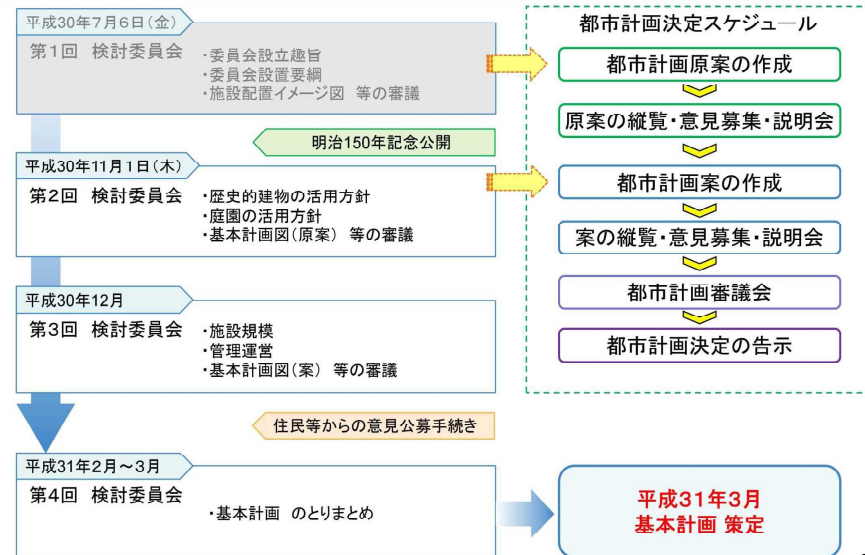 平成30年7月6日(金)
第1回 検討委員会
・委員会設立趣旨
・委員会設置要綱
・施設配置イメージ図 等の審議
明治150年記念公開
平成30年11月1日(木)
第2回 検討委員会
・歴史的建物の活用方針
・庭園の活用方針
・基本計画図(原案) 等の審議
平成30年12月
第3回 検討委員会
・施設規模
・管理運営
・基本計画図(案) 等の審議
住民等からの意見公募手続き
平成31年2月~3月
第4回 検討委員会
・基本計画 のとりまとめ
都市計画決定スケジュール
都市計画原案の作成
原案の縦覧・意見募集・説明会
都市計画案の作成
案の縦覧・意見募集・説明会
都市計画審議会
都市計画決定の告示
平成31年3月
基本計画 策定